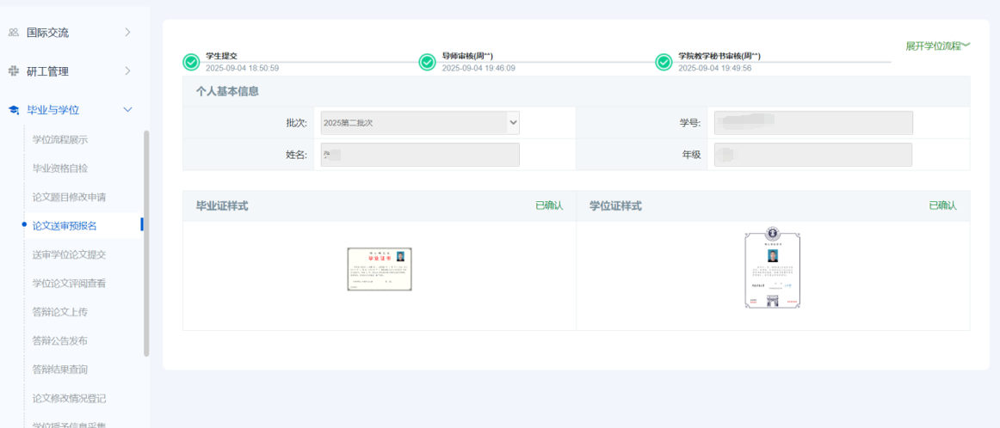 国际交流
研工管理
毕业与学位
学位流程展示
毕业资格自检
论文题目修改申请
论文送审预报名
送审学位论文提交
学位论文评阅查看
答辩论文上传
答辩公告发布
答辩结果查询
论文修改情况登记
学位授予信息采集
展开学位流程
学生提交
2025-09-04 18:50:59
导师审核(周**)
2025-09-04 19:46:09
学院教学秘书审核(周**)
2025-09-04 19:49:56
个人基本信息
批次: 2025第二批次 学号:
姓名: 年级
毕业证样式 已确认 学位证样式 已确认
毕业证书